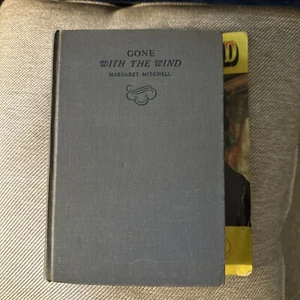 GONE
WITH THE WIND
MARGARET MITCHELL
D